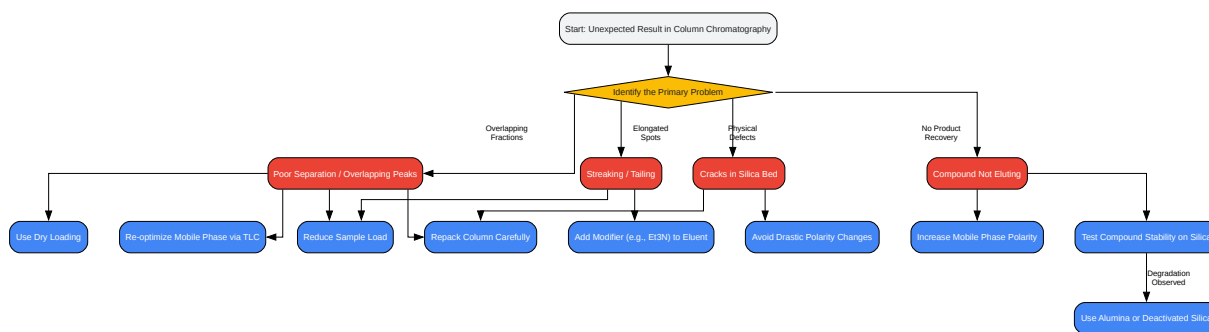 Start: Unexpected Result in Column Chromatography
Identify the Primary Problem
Overlapping
Fractions
Elongated
Spots
Physical
Defects
No Product
Recovery
Poor Separation / Overlapping Peaks
Streaking / Tailing
Cracks in Silica Bed
Compound Not Eluting
Use Dry Loading
Re-optimize Mobile Phase via TLC
Reduce Sample Load
Repack Column Carefully
Add Modifier (e.g., Et3N) to Eluent
Avoid Drastic Polarity Changes
Increase Mobile Phase Polarity
Test Compound Stability on Silica
Degradation
Observed
Use Alumina or Deactivated Silica